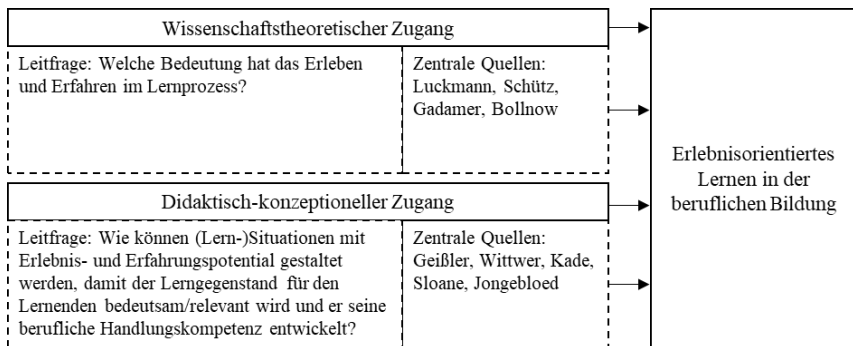 Wissenschaftstheoretischer Zugang
Leitfrage: Welche Bedeutung hat das Erleben
und Erfahren im Lernprozess?
Zentrale Quellen:
Luckmann, Schütz,
Gadamer, Bollnow
Didaktisch-konzeptioneller Zugang
Leitfrage: Wie können (Lern-)Situationen mit
Erlebnis- und Erfahrungspotential gestaltet
werden, damit der Lerngegenstand für den
Lernenden bedeutsam/relevant wird und er seine
berufliche Handlungskompetenz entwickelt?
Zentrale Quellen:
Geißler, Wittwer, Kade,
Sloane, Jongebloed
Erlebnisorientiertes
Lernen in der
beruflichen Bildung